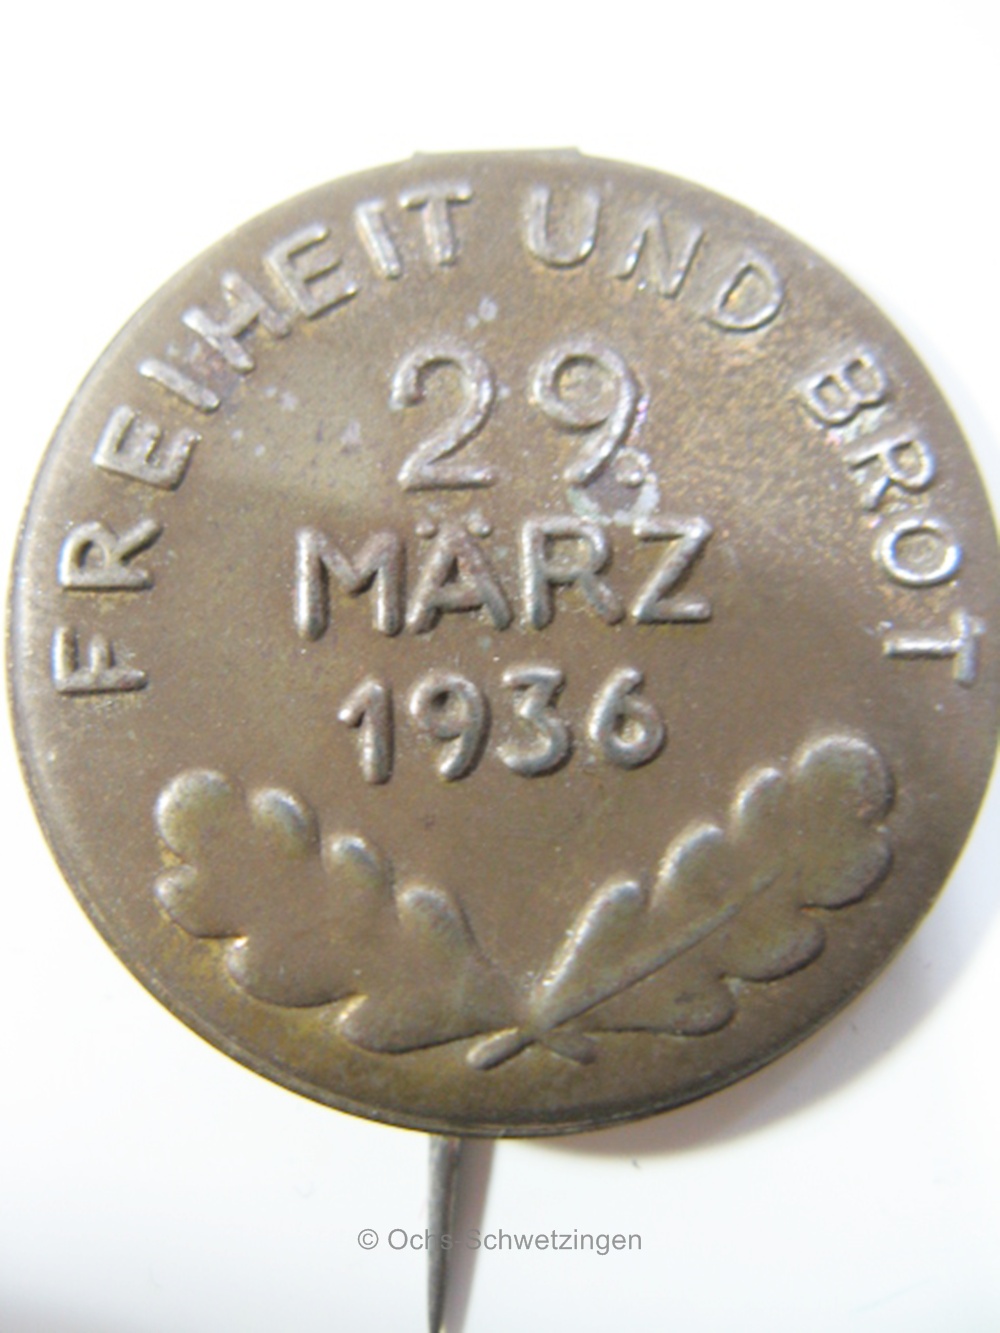 FREIHEIT UND BROT
29.
MÄRZ
1936
© Ochs-Schwetzingen